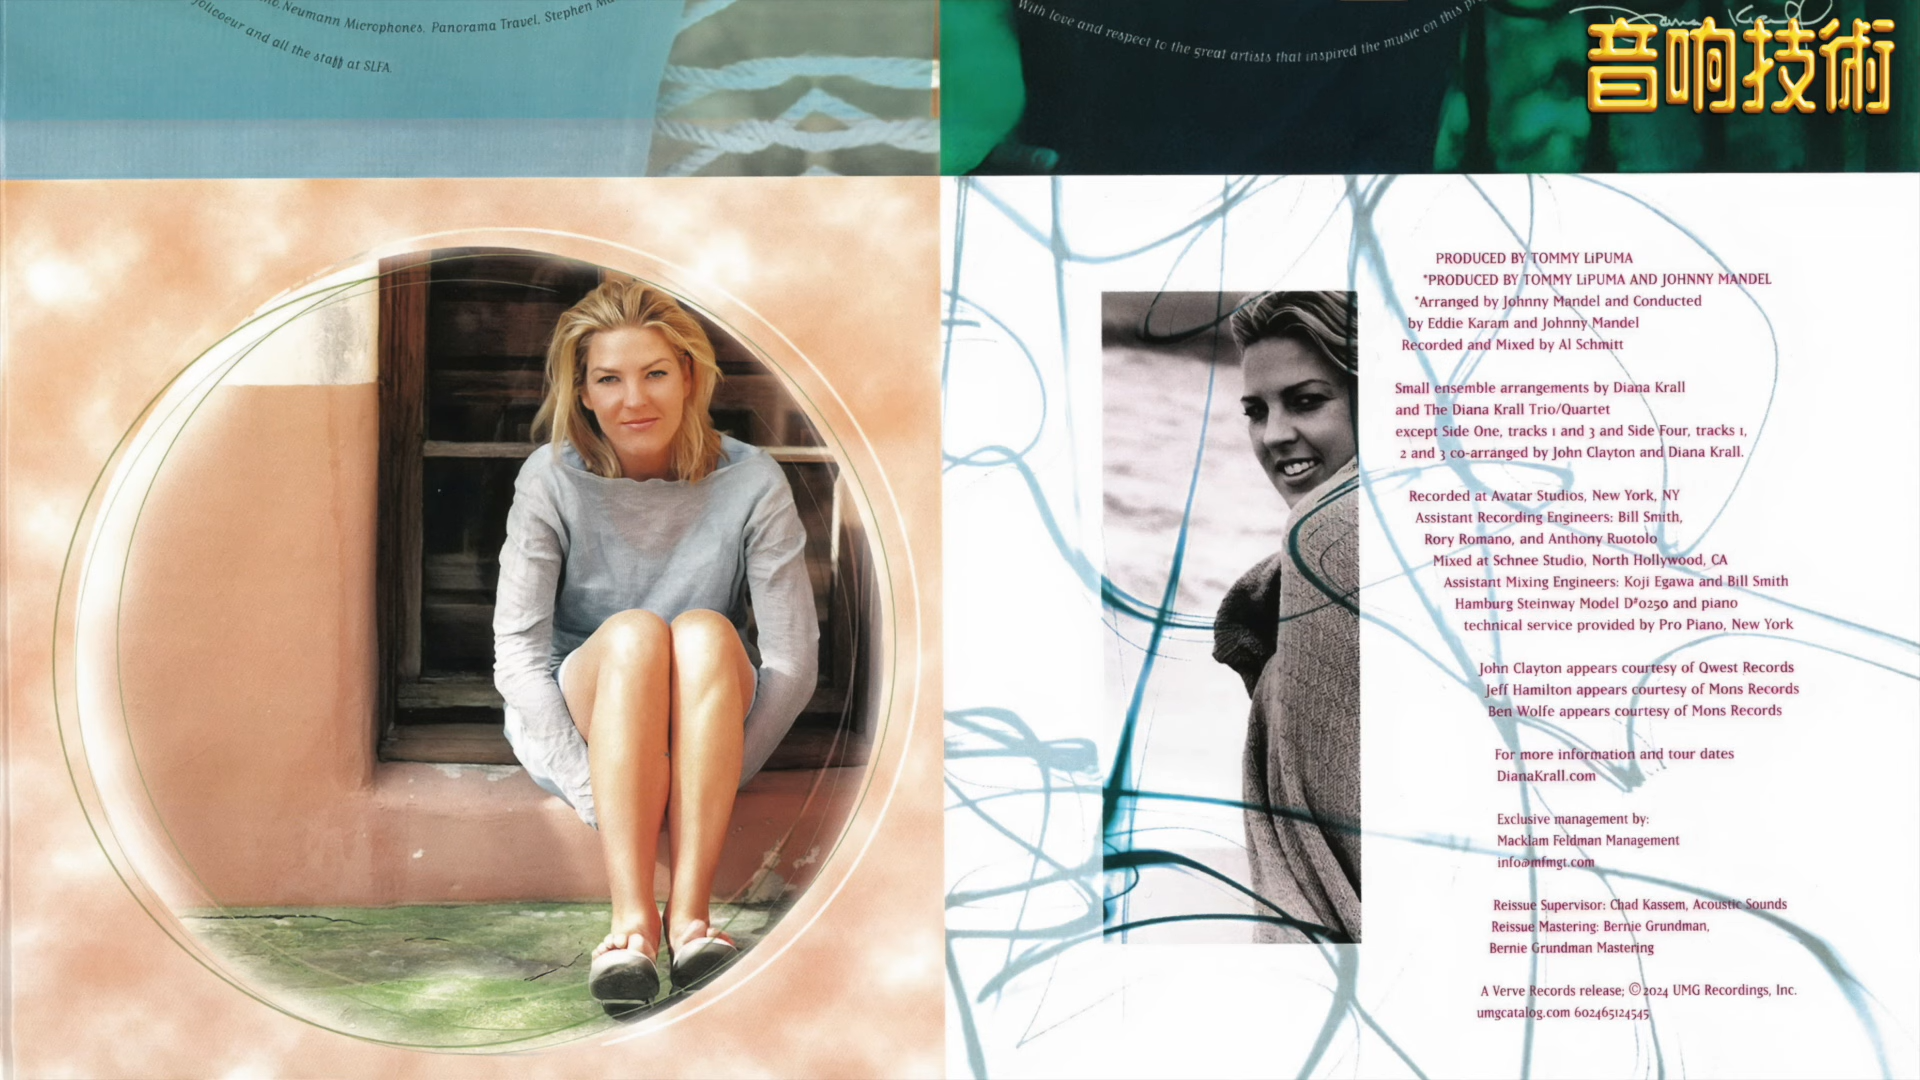 Neumann Microphones. Panorama Travel, Stephen
and all the staff at SLFA.
With love and respect to the great artists that inspired the music on this
Diana Krall
音响技術
PRODUCED BY TOMMY LiPUMA
*PRODUCED BY TOMMY LiPUMA AND JOHNNY MANDEL
*Arranged by Johnny Mandel and Conducted
by Eddie Karam and Johnny Mandel
Recorded and Mixed by Al Schmitt
Small ensemble arrangements by Diana Krall
and The Diana Krall Trio/Quartet
except Side One, tracks 1 and 3 and Side Four, tracks 1,
2 and 3 co-arranged by John Clayton and Diana Krall.
Recorded at Avatar Studios, New York, NY
Assistant Recording Engineers: Bill Smith,
Rory Romano, and Anthony Ruotolo
Mixed at Schnee Studio, North Hollywood, CA
Assistant Mixing Engineers: Koji Egawa and Bill Smith
Hamburg Steinway Model D#0250 and piano
technical service provided by Pro Piano, New York
John Clayton appears courtesy of Qwest Records
Jeff Hamilton appears courtesy of Mons Records
Ben Wolfe appears courtesy of Mons Records
For more information and tour dates
DianaKrall.com
Exclusive management by:
Macklam Feldman Management
info@mfmgt.com
Reissue Supervisor: Chad Kassem, Acoustic Sounds
Reissue Mastering: Bernie Grundman,
Bernie Grundman Mastering
A Verve Records release; ©2024 UMG Recordings, Inc.
umgcatalog.com 602465124545